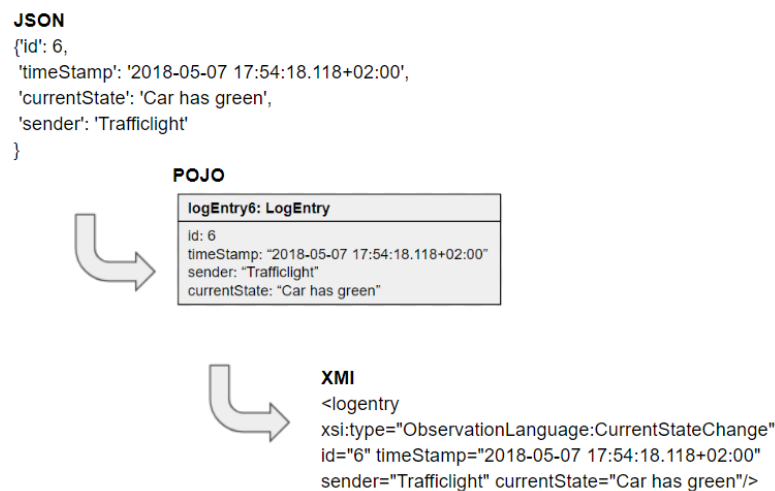 JSON
{'id': 6,
'timeStamp': '2018-05-07 17:54:18.118+02:00',
'currentState': 'Car has green',
'sender': 'Trafficlight'
}
POJO
logEntry6: LogEntry
id: 6
timeStamp: “2018-05-07 17:54:18.118+02:00”
sender: “Trafficlight”
currentState: “Car has green”
XMI
<logentry
xsi:type="ObservationLanguage:CurrentStateChange"
id="6" timeStamp="2018-05-07 17:54:18.118+02:00"
sender="Trafficlight" currentState="Car has green"/>